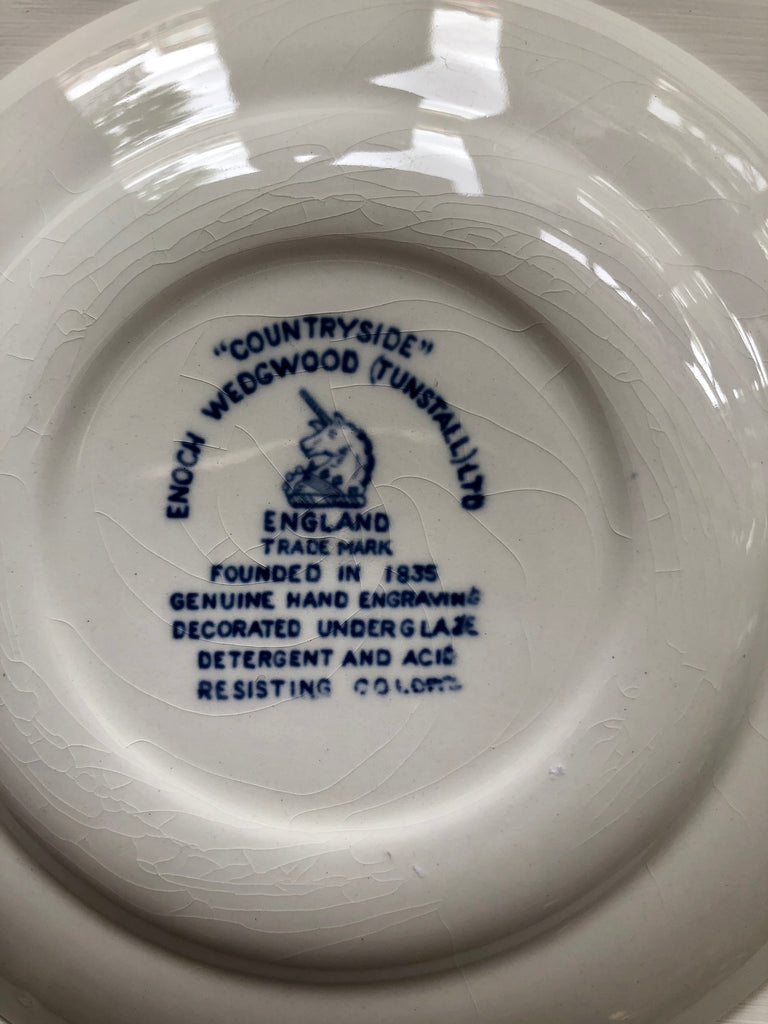 "COUNTRYSIDE"
ENOCH WEDGWOOD (TUNSTALL) LTD
ENGLAND
TRADE MARK
FOUNDED IN 1835
GENUINE HAND ENGRAVING
DECORATED UNDERGLAZE
DETERGENT AND ACID
RESISTING COLORS